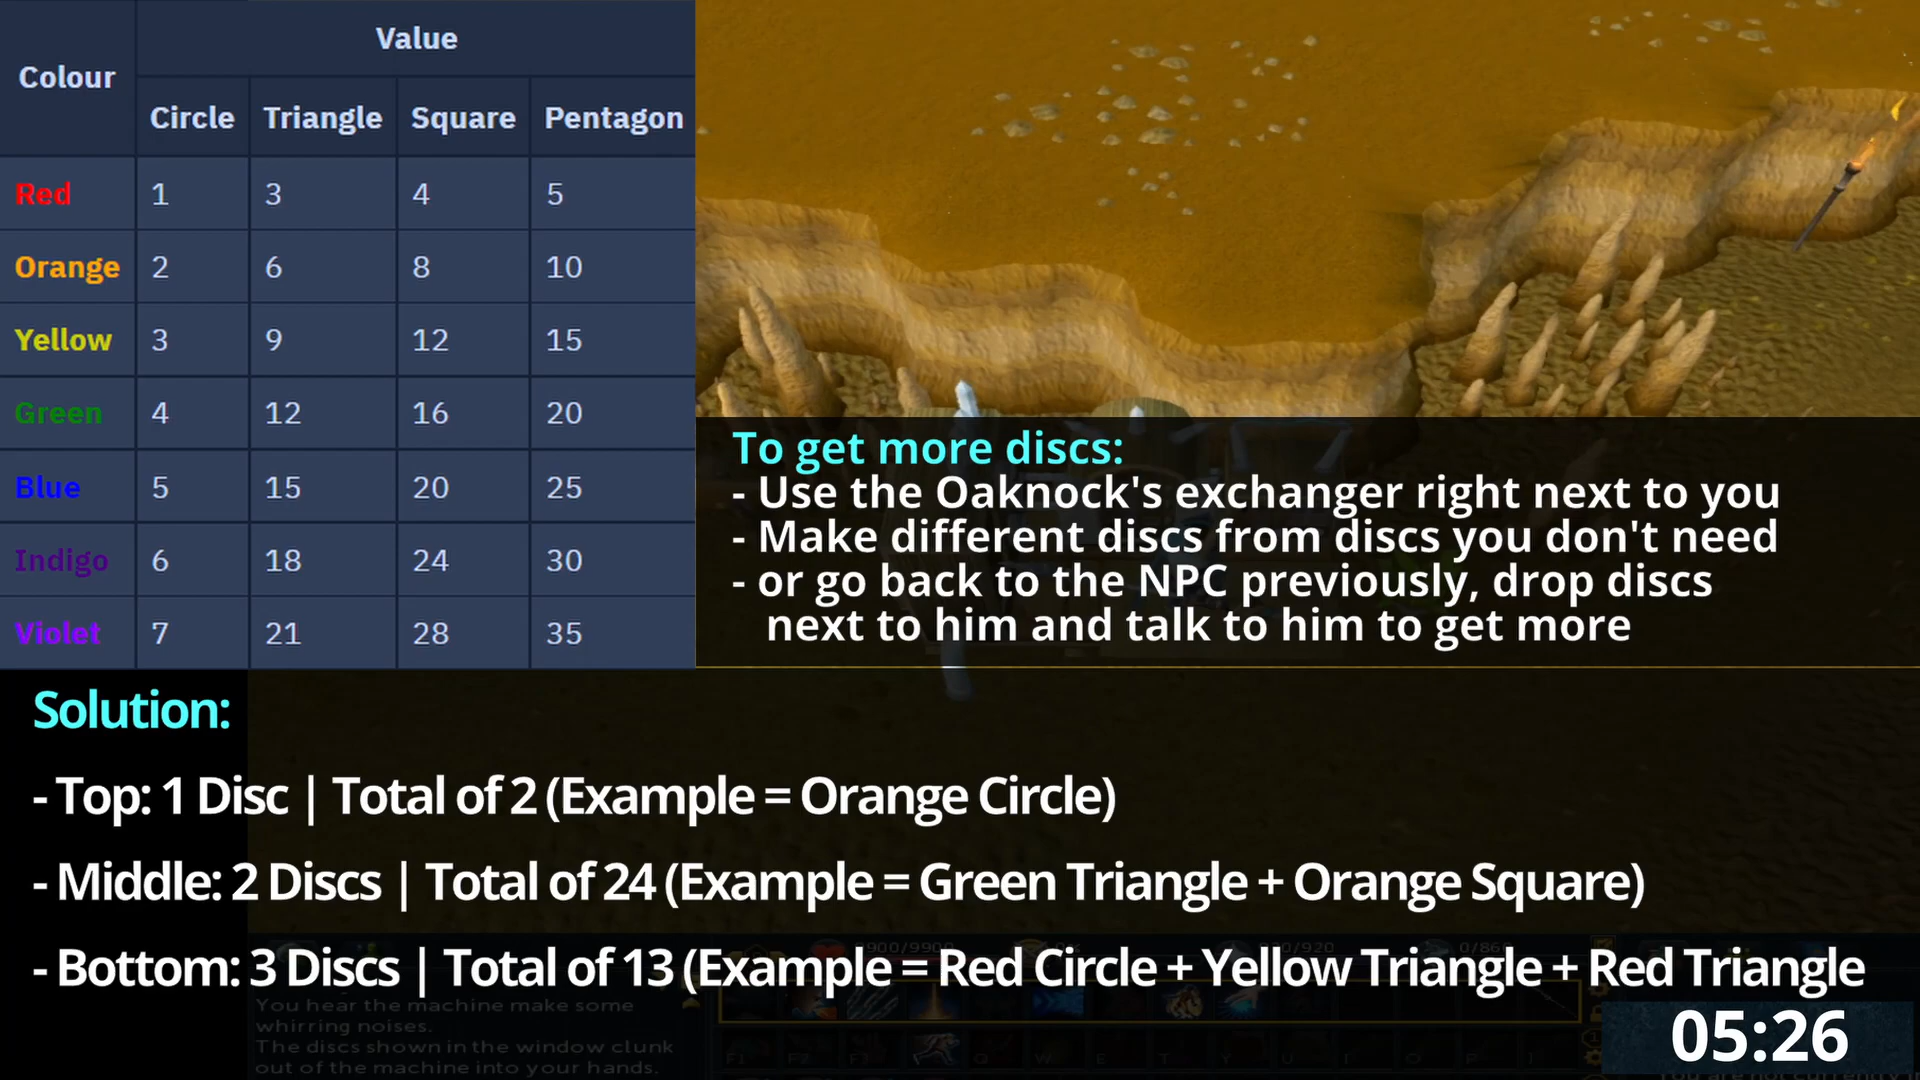 Colour Value
Circle Triangle Square Pentagon
Red 1 3 4 5
Orange 2 6 8 10
Yellow 3 9 12 15
Green 4 12 16 20
Blue 5 15 20 25
Indigo 6 18 24 30
Violet 7 21 28 35
To get more discs:
- Use the Oaknock's exchanger right next to you
- Make different discs from discs you don't need
- or go back to the NPC previously, drop discs
next to him and talk to him to get more
Solution:
- Top: 1 Disc | Total of 2 (Example = Orange Circle)
- Middle: 2 Discs | Total of 24 (Example = Green Triangle + Orange Square)
- Bottom: 3 Discs | Total of 13 (Example = Red Circle + Yellow Triangle + Red Triangle
You hear the machine make some
whirring noises.
The discs shown in the window clunk
out of the machine into your hands.
05:26